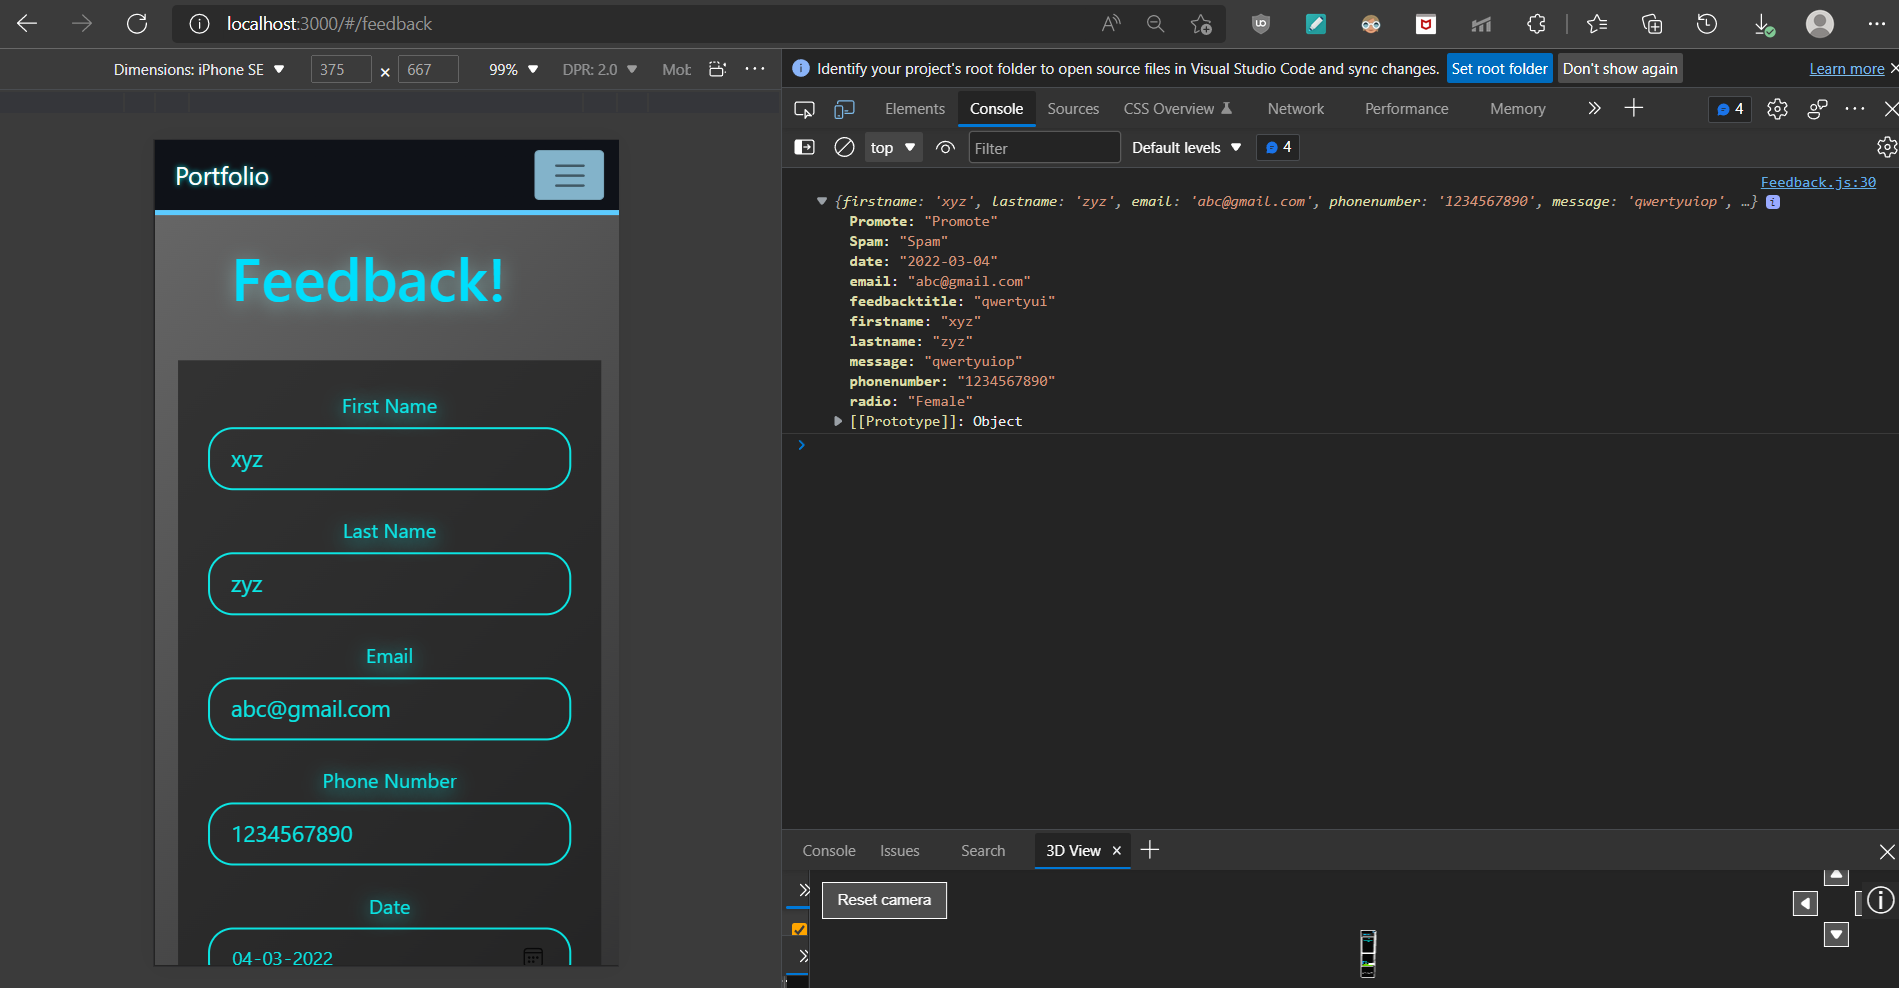 localhost:3000/#/feedback
Dimensions: iPhone SE 375 x 667 99% DPR: 2.0 Mob
Identify your project's root folder to open source files in Visual Studio Code and sync changes. Set root folder Don't show again Learn more
Elements Console Sources CSS Overview Network Performance Memory 4
top Filter Default levels 4
Portfolio
Feedback!
First Name
xyz
Last Name
zyz
Email
abc@gmail.com
Phone Number
1234567890
Date
04-03-2022
Feedback.js:30
{firstname: 'xyz', lastname: 'zyz', email: 'abc@gmail.com', phonenumber: '1234567890', message: 'qwertyuiop', …}
Promote: "Promote"
Spam: "Spam"
date: "2022-03-04"
email: "abc@gmail.com"
feedbacktitle: "qwertyui"
firstname: "xyz"
lastname: "zyz"
message: "qwertyuiop"
phonenumber: "1234567890"
radio: "Female"
[[Prototype]]: Object
Console Issues Search 3D View
Reset camera